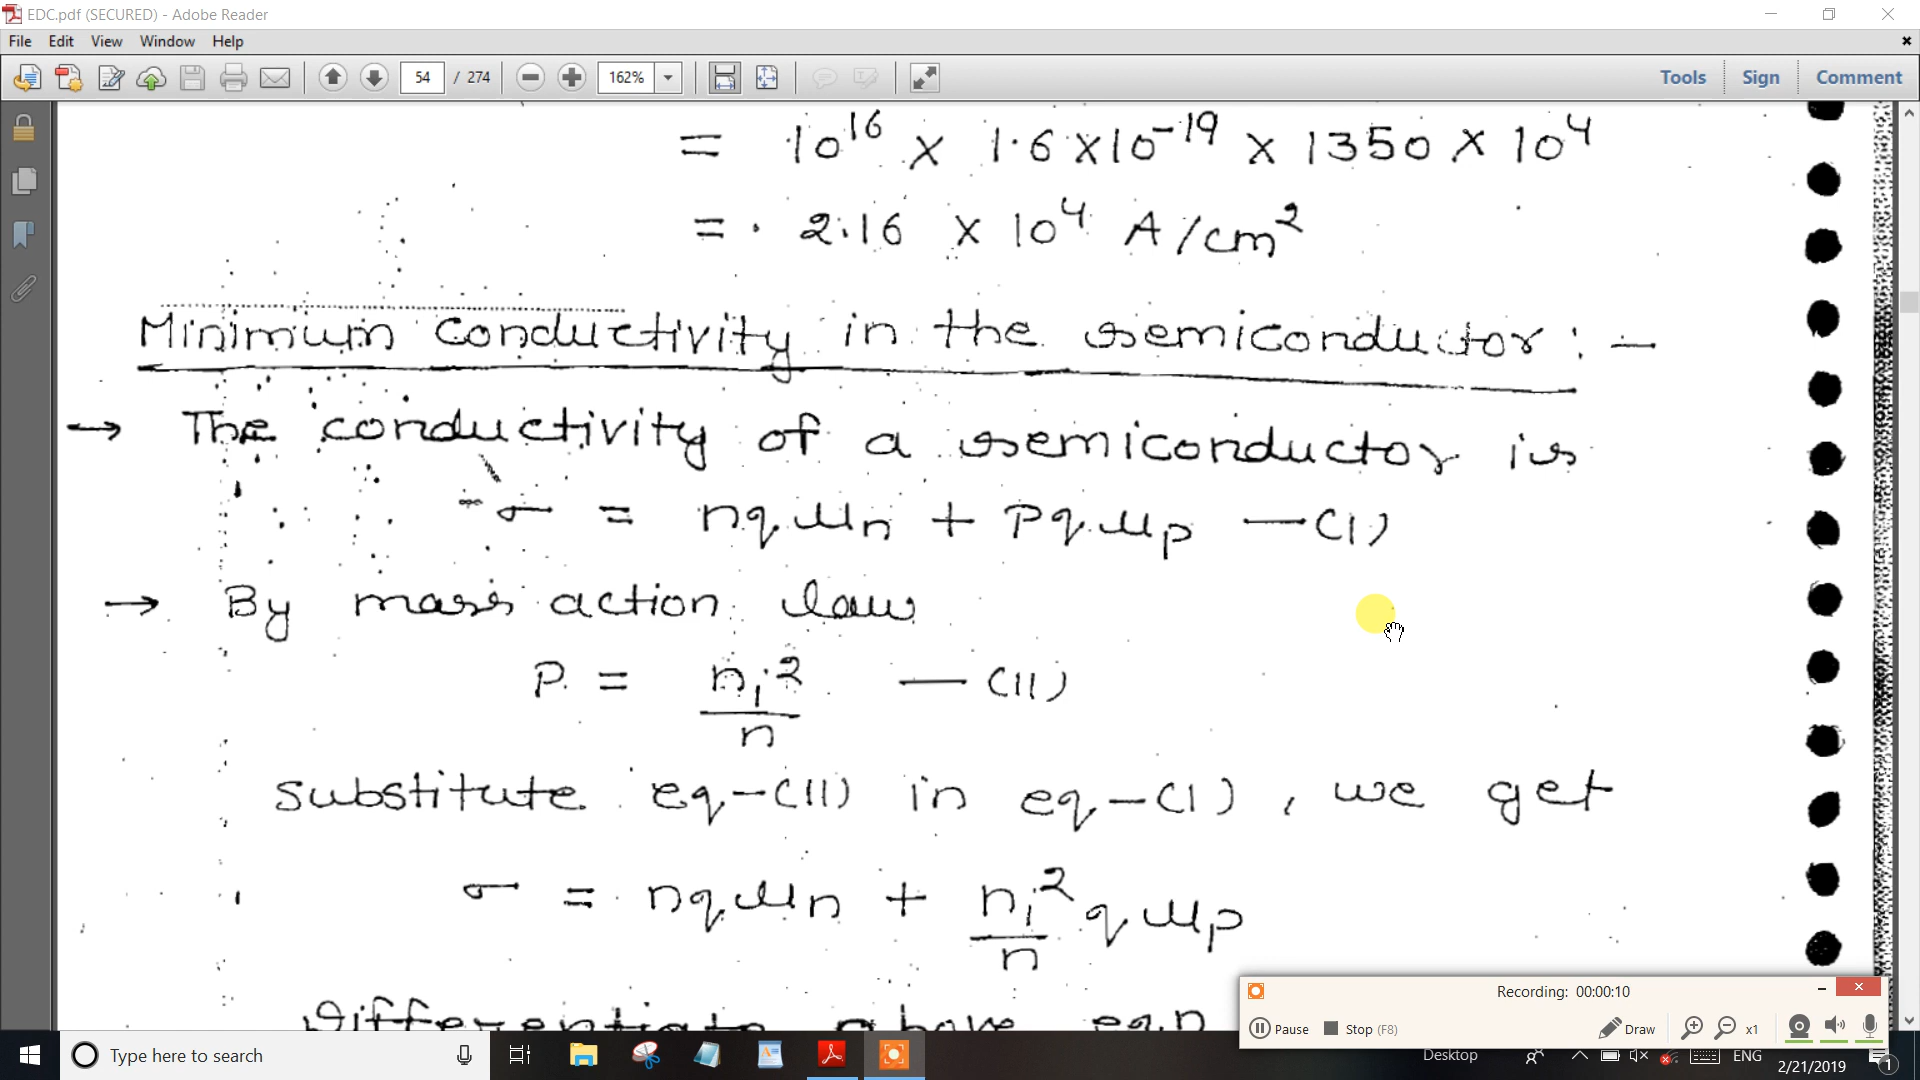 EDC.pdf (SECURED) - Adobe Reader
File Edit View Window Help
54 / 274 162% Tools Sign Comment
= 10^16 x 1.6 x 10^-19 x 1350 x 10^4
= 2.16 x 10^4 A/cm^2
Minimum conductivity in the semiconductor : —
→ The conductivity of a semiconductor is
σ = nqμn + Pqμp — (I)
→ By mass action law
P = ni^2/n — (II)
substitute eq-(II) in eq-(I), we get
σ = nqμn + ni^2/n qμp
Differentiate above eqn
Recording: 00:00:10
Pause Stop (F8) Draw x1
Type here to search Desktop ENG 2/21/2019 1